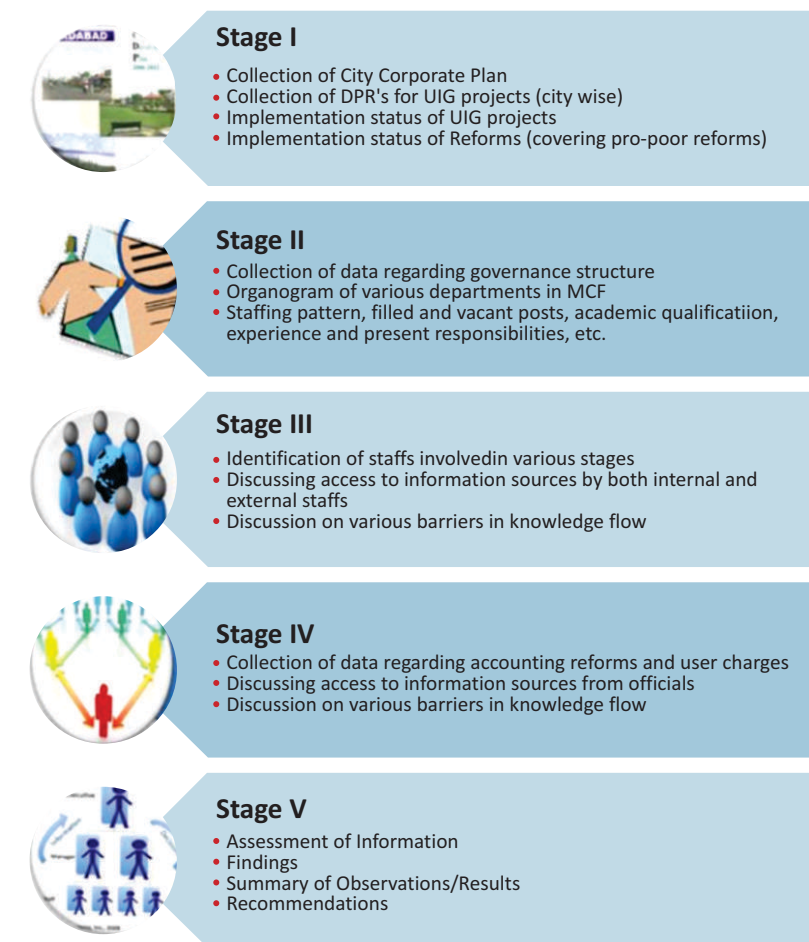 DABAD
Stage I
• Collection of City Corporate Plan
• Collection of DPR's for UIG projects (city wise)
• Implementation status of UIG projects
• Implementation status of Reforms (covering pro-poor reforms)
Stage II
• Collection of data regarding governance structure
• Organogram of various departments in MCF
• Staffing pattern, filled and vacant posts, academic qualificatiion,
experience and present responsibilities, etc.
Stage III
• Identification of staffs involvedin various stages
• Discussing access to information sources by both internal and
external staffs
• Discussion on various barriers in knowledge flow
Stage IV
• Collection of data regarding accounting reforms and user charges
• Discussing access to information sources from officials
• Discussion on various barriers in knowledge flow
Stage V
• Assessment of Information
• Findings
• Summary of Observations/Results
• Recommendations